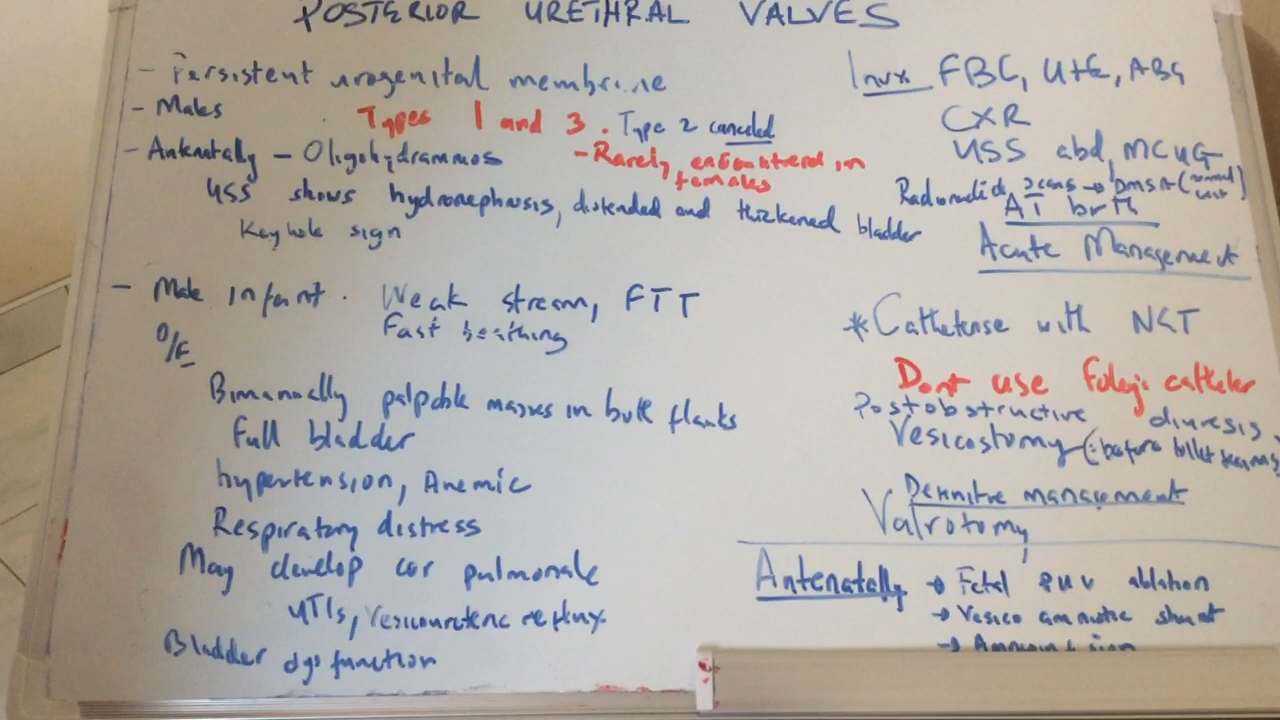 POSTERIOR URETHRAL VALVES
- Persistent urogenital membrane
- Males
Types 1 and 3. Type 2 canceled
- Antenatally - Oligohydramnos
- Rarely encountered in
females
USS shows hydronephrosis, distended and thickened bladder
Keyhole sign
- Male infant. Weak stream, FTT
Fast breathing
O/E
Bimanually palpable masses in both flanks
Full bladder
hypertension, Anemic
Respiratory distress
May develop cor pulmonale
UTIs, Vesicoureteric reflux
Bladder dysfunction
Invx FBC, U+E, ABG
CXR
USS abd, MCUG
Radionuclide scans → DMSA (
AT birth
Acute Management
*Catheterise with NGT
Dont use Foley's catheter
Postobstructive diuresis
Vesicostomy (before
Definitive management
Valvotomy
Antenatally → Fetal PUV ablation
→ Vesico amniotic shunt